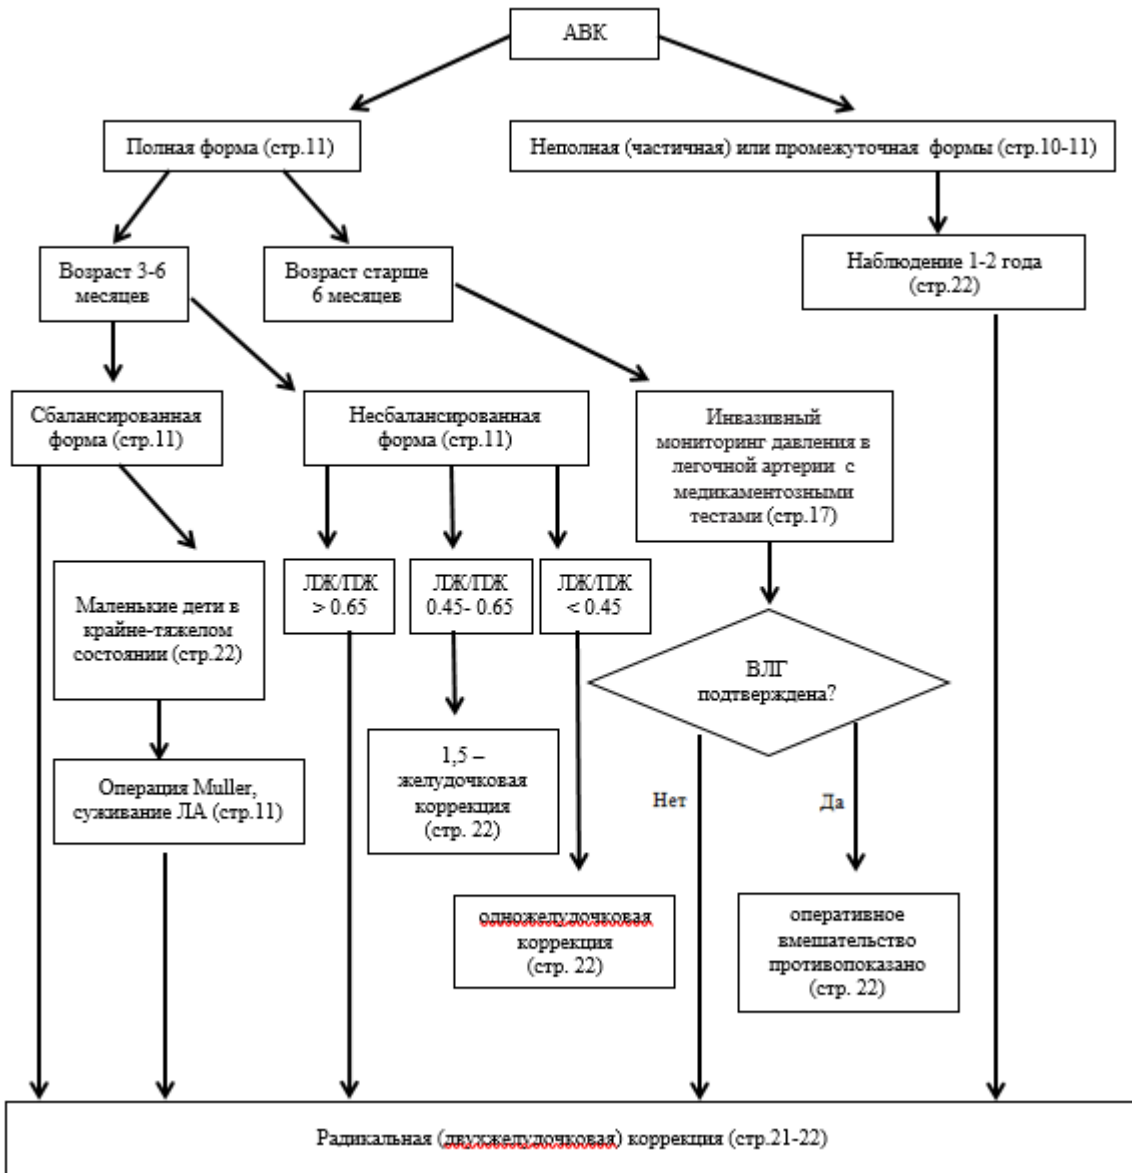 АВК
Полная форма (стр.11)
Неполная (частичная) или промежуточная формы (стр.10-11)
Возраст 3-6
месяцев
Возраст старше
6 месяцев
Наблюдение 1-2 года
(стр.22)
Сбалансированная
форма (стр.11)
Несбалансированная
форма (стр.11)
Инвазивный
мониторинг давления в
легочной артерии с
медикаментозными
тестами (стр.17)
Маленькие дети в
крайне-тяжелом
состоянии (стр.22)
ЛЖ/ПЖ
> 0.65
ЛЖ/ПЖ
0.45- 0.65
ЛЖ/ПЖ
< 0.45
ВЛГ
подтверждена?
Операция Muller,
суживание ЛА (стр.11)
1,5 –
желудочковая
коррекция
(стр. 22)
Нет
Да
одножелудочковая
коррекция
(стр. 22)
оперативное
вмешательство
противопоказано
(стр. 22)
Радикальная (двухжелудочковая) коррекция (стр.21-22)